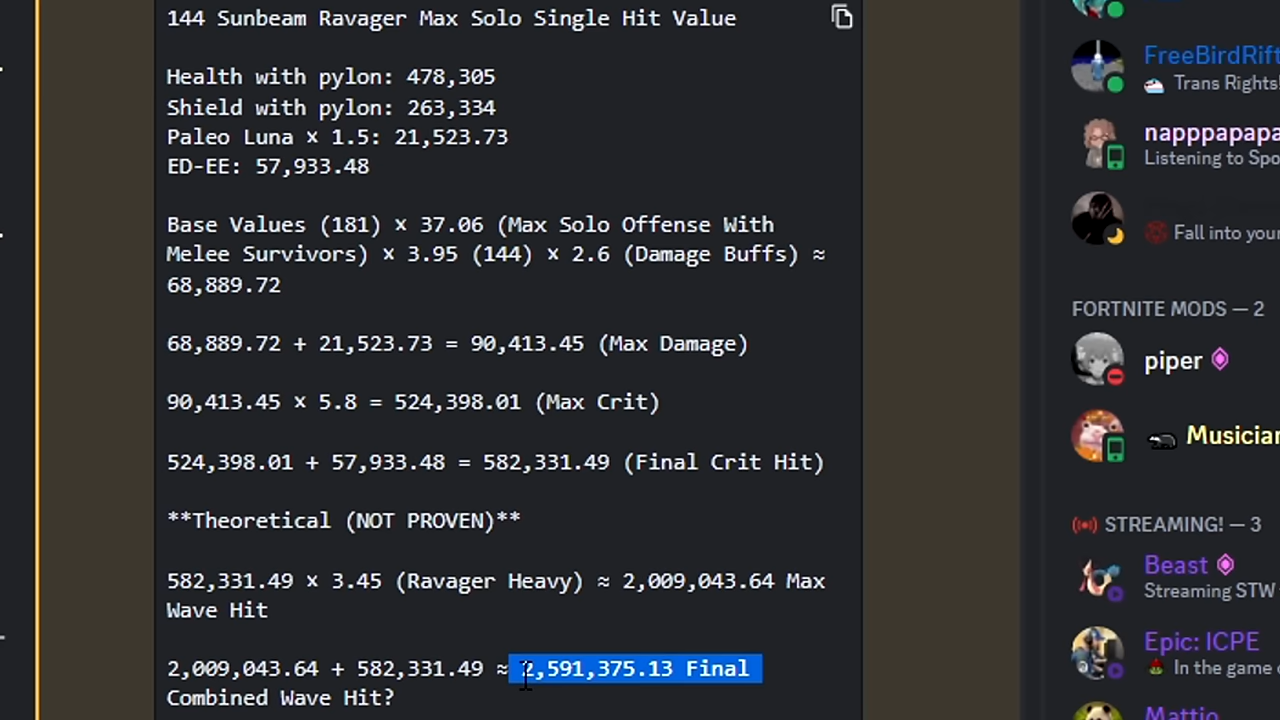 144 Sunbeam Ravager Max Solo Single Hit Value
Health with pylon: 478,305
Shield with pylon: 263,334
Paleo Luna × 1.5: 21,523.73
ED-EE: 57,933.48
Base Values (181) × 37.06 (Max Solo Offense With
Melee Survivors) × 3.95 (144) × 2.6 (Damage Buffs) ≈
68,889.72
68,889.72 + 21,523.73 = 90,413.45 (Max Damage)
90,413.45 × 5.8 = 524,398.01 (Max Crit)
524,398.01 + 57,933.48 = 582,331.49 (Final Crit Hit)
**Theoretical (NOT PROVEN)**
582,331.49 × 3.45 (Ravager Heavy) ≈ 2,009,043.64 Max
Wave Hit
2,009,043.64 + 582,331.49 ≈ 2,591,375.13 Final
Combined Wave Hit?
FreeBirdRift
Trans Rights!
napppapapa
Listening to Spo
Fall into your
FORTNITE MODS — 2
piper
Musician
STREAMING! — 3
Beast
Streaming STW
Epic: ICPE
In the game o
Mattio